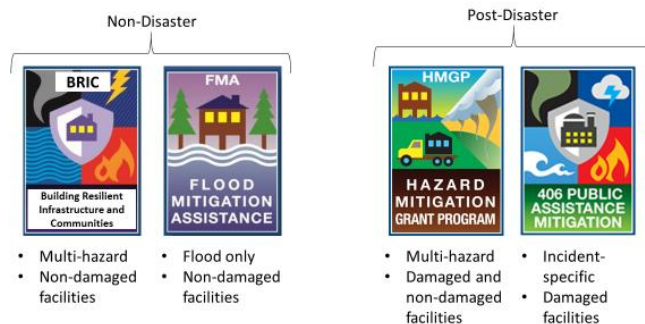 Non-Disaster
BRIC
Building Resilient
Infrastructure and
Communities
• Multi-hazard
• Non-damaged
facilities
FMA
FLOOD
MITIGATION
ASSISTANCE
• Flood only
• Non-damaged
facilities
Post-Disaster
HMGP
HAZARD
MITIGATION
GRANT PROGRAM
• Multi-hazard
• Damaged and
non-damaged
facilities
406 PUBLIC
ASSISTANCE
MITIGATION
• Incident-
specific
• Damaged
facilities